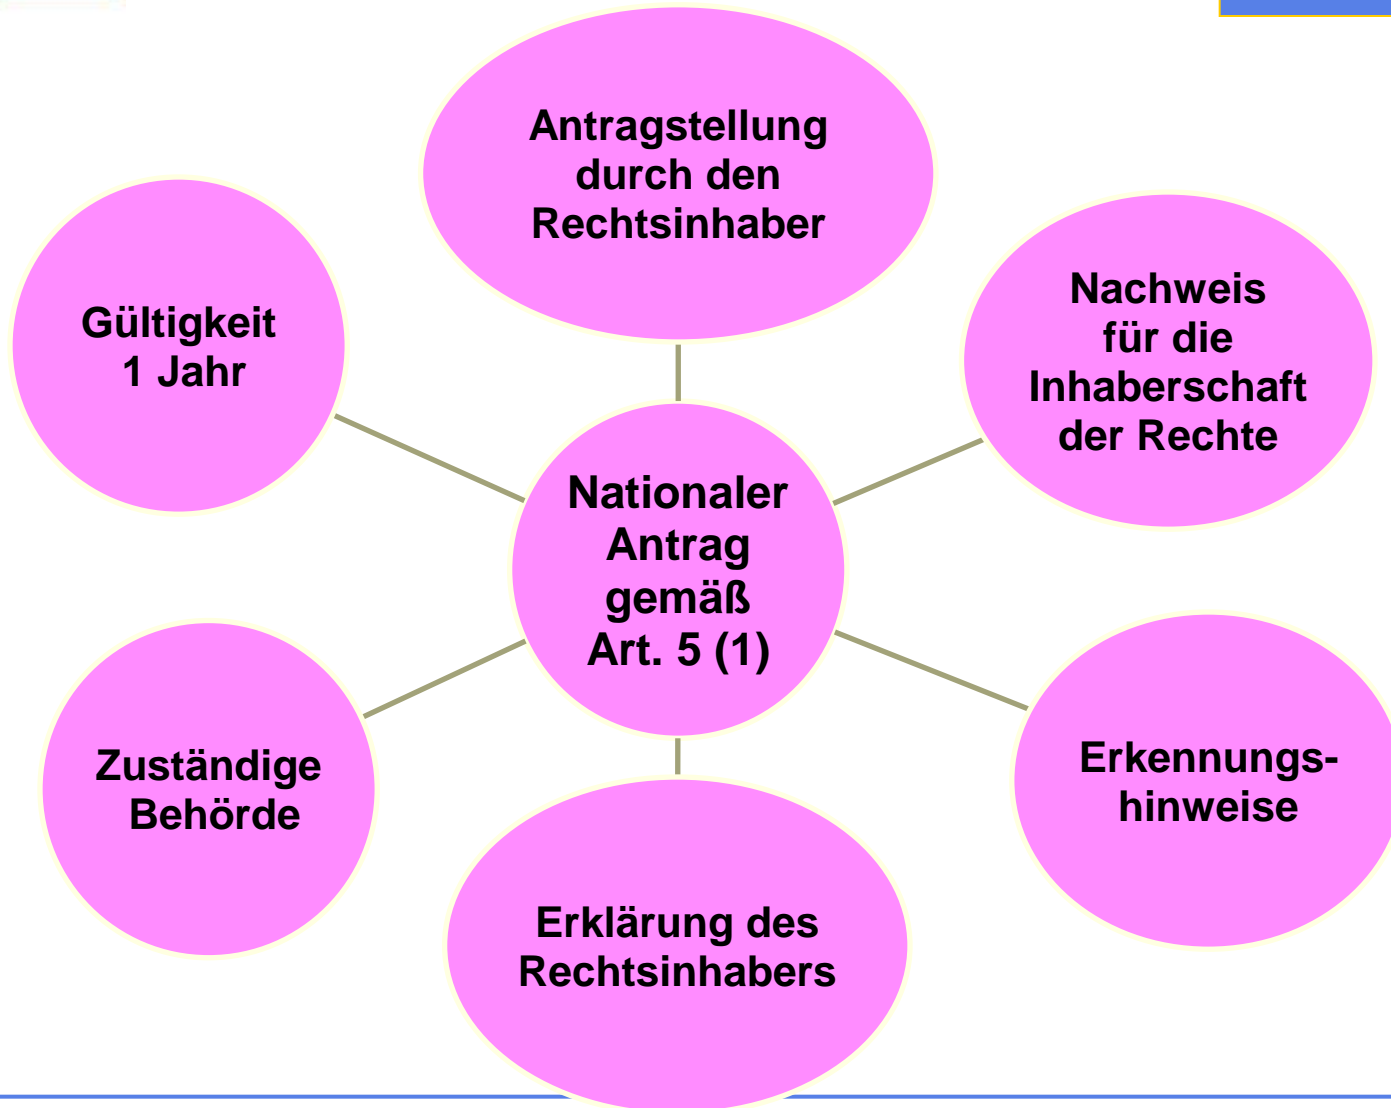 Antragstellung
durch den
Rechtsinhaber
Nachweis
für die
Inhaberschaft
der Rechte
Gültigkeit
1 Jahr
Nationaler
Antrag
gemäß
Art. 5 (1)
Erkennungs-
hinweise
Zuständige
Behörde
Erklärung des
Rechtsinhabers